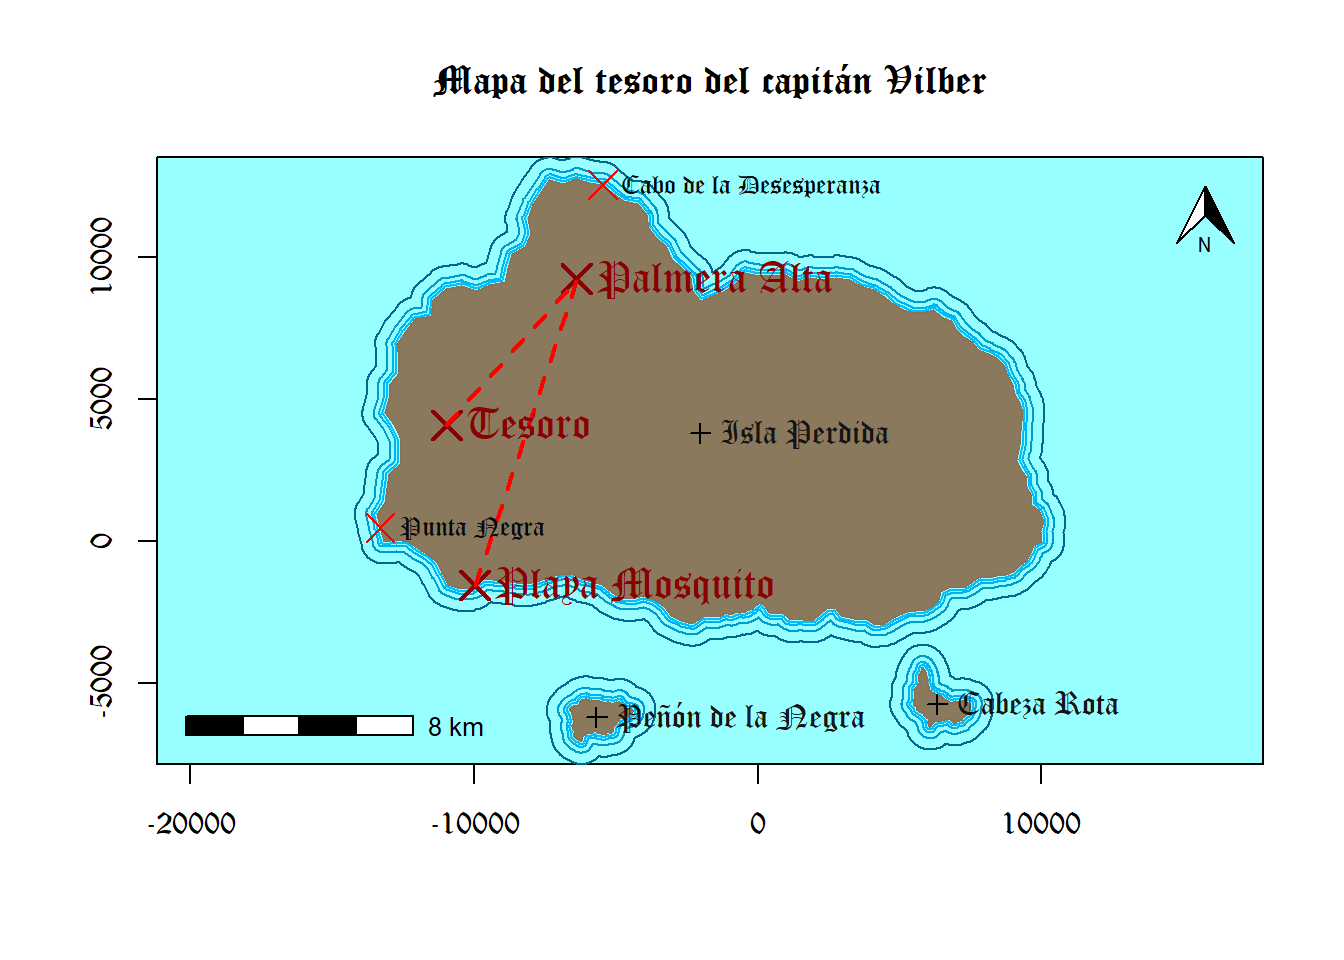 Mapa del tesoro del capitán Vilber
Cabo de la Desesperanza
N
10000
Palmera Alta
5000
Tesoro
Isla Perdida
Punta Negra
0
Playa Mosquito
-5000
Peñón de la Negra
Cabeza Rota
8 km
-20000
-10000
0
10000